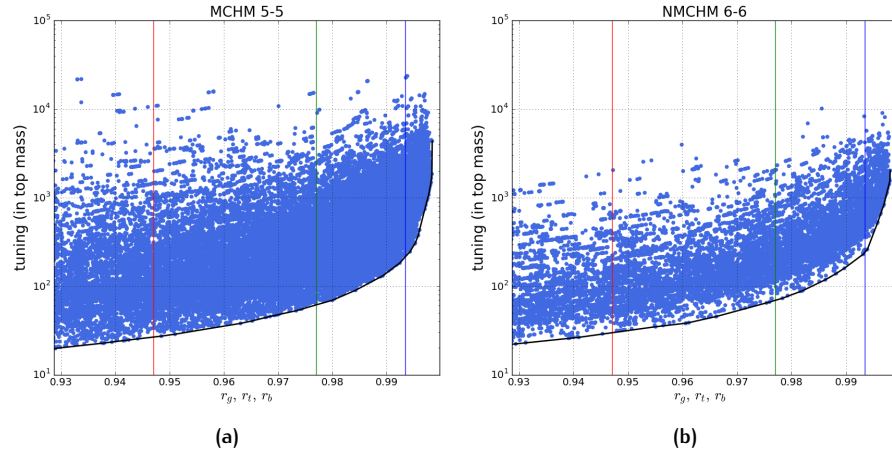 MCHM 5-5
NMCHM 6-6
10^5
10^4
10^3
10^2
10^1
tuning (in top mass)
0.93 0.94 0.95 0.96 0.97 0.98 0.99
r_g, r_t, r_b
(a)
10^5
10^4
10^3
10^2
10^1
tuning (in top mass)
0.93 0.94 0.95 0.96 0.97 0.98 0.99
r_g, r_t, r_b
(b)